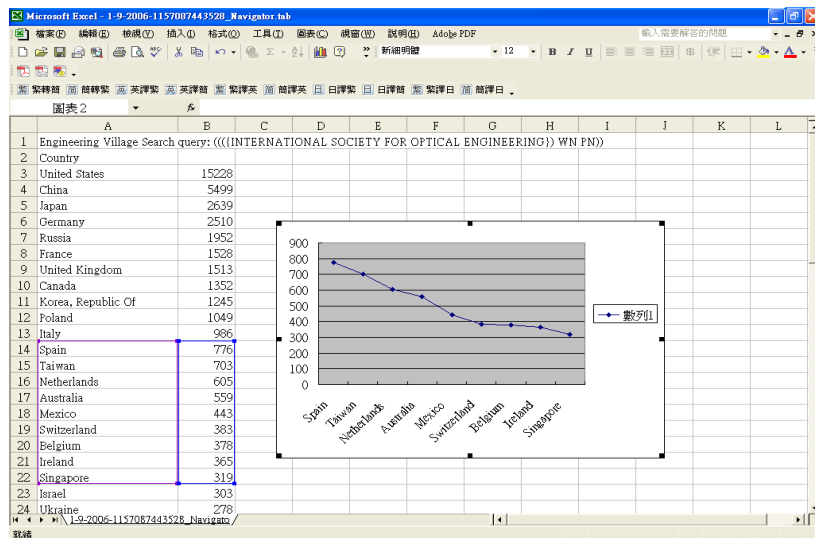 Microsoft Excel - 1-9-2006-1157087443528_Navigator.tab
檔案(F) 編輯(E) 檢視(V) 插入(I) 格式(O) 工具(T) 圖表(C) 視窗(W) 說明(H) Adobe PDF 輸入需要解答的問題
新細明體 12 B I U
繁 繁轉簡 簡 簡轉繁 英 英譯繁 英 英譯簡 繁 繁譯英 簡 簡譯英 日 日譯繁 日 日譯簡 繁 繁譯日 簡 簡譯日
圖表 2 fx
A B C D E F G H I J K L
1 Engineering Village Search query: ((({INTERNATIONAL SOCIETY FOR OPTICAL ENGINEERING}) WN PN))
2 Country
3 United States 15228
4 China 5499
5 Japan 2639
6 Germany 2510
7 Russia 1952
8 France 1528
9 United Kingdom 1513
10 Canada 1352
11 Korea, Republic Of 1245
12 Poland 1049
13 Italy 986
14 Spain 776
15 Taiwan 703
16 Netherlands 605
17 Australia 559
18 Mexico 443
19 Switzerland 383
20 Belgium 378
21 Ireland 365
22 Singapore 319
23 Israel 303
24 Ukraine 278
900
800
700
600
500
400
300
200
100
0
Spain Taiwan Netherlands Australia Mexico Switzerland Belgium Ireland Singapore
數列1
1-9-2006-1157087443528_Navigato
就緒